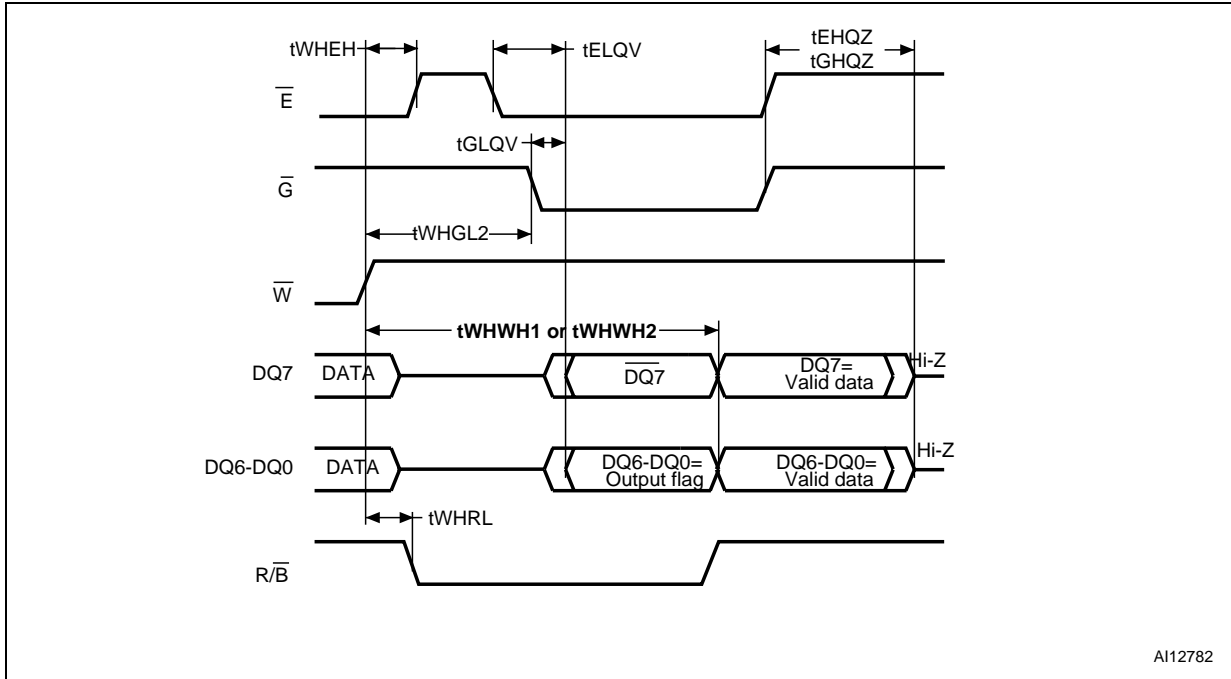 tWHEH
tELQV
tEHQZ
tGHQZ
E̅
tGLQV
G̅
tWHGL2
W̅
tWHWH1 or tWHWH2
DQ7
DATA
D̅Q̅7̅
DQ7=
Valid data
Hi-Z
DQ6-DQ0
DATA
DQ6-DQ0=
Output flag
DQ6-DQ0=
Valid data
Hi-Z
tWHRL
R/B̅
AI12782